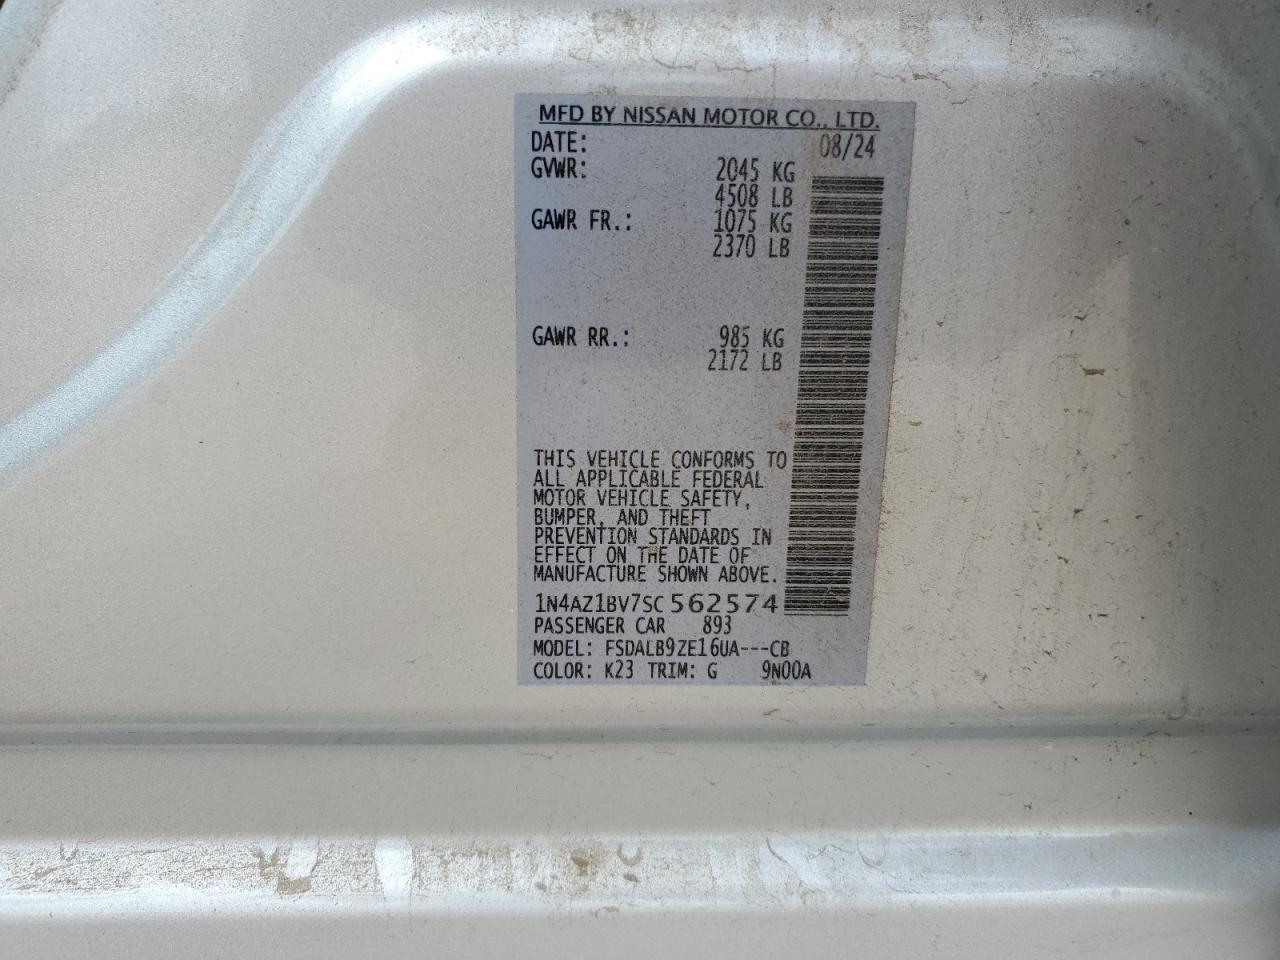 MFD BY NISSAN MOTOR CO., LTD.
DATE: 08/24
GVWR: 2045 KG
4508 LB
GAWR FR.: 1075 KG
2370 LB
GAWR RR.: 985 KG
2172 LB
THIS VEHICLE CONFORMS TO
ALL APPLICABLE FEDERAL
MOTOR VEHICLE SAFETY,
BUMPER, AND THEFT
PREVENTION STANDARDS IN
EFFECT ON THE DATE OF
MANUFACTURE SHOWN ABOVE.
1N4AZ1BV7SC562574
PASSENGER CAR 893
MODEL: FSDALB9ZE16UA---CB
COLOR: K23 TRIM: G 9N00A